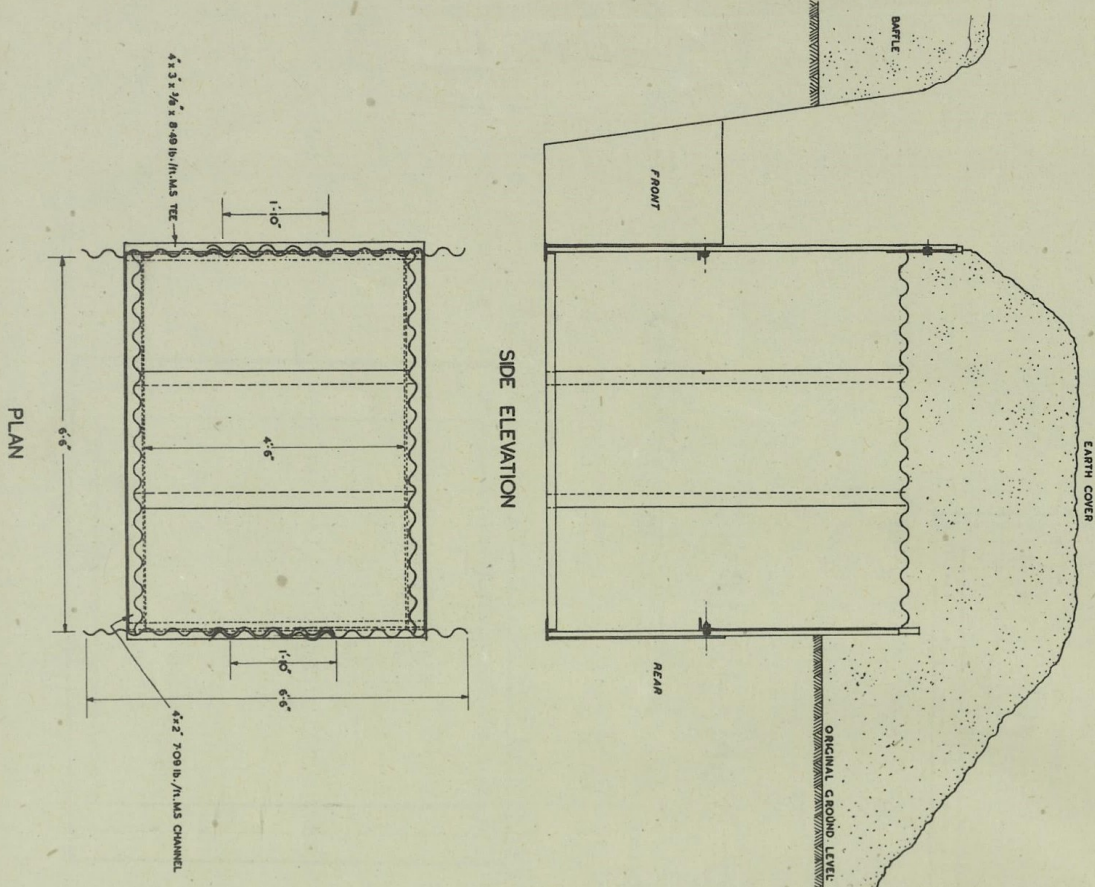 EARTH COVER
BAFFLE
ORIGINAL GROUND LEVEL
FRONT
REAR
SIDE ELEVATION
1'-10"
4'-6"
1'-10"
6'-6"
4"x 3"x 3/8" x 8·49 lb./ft.M.S TEE
4"x2" 7·09 lb./ft.M.S CHANNEL
6'-6"
PLAN